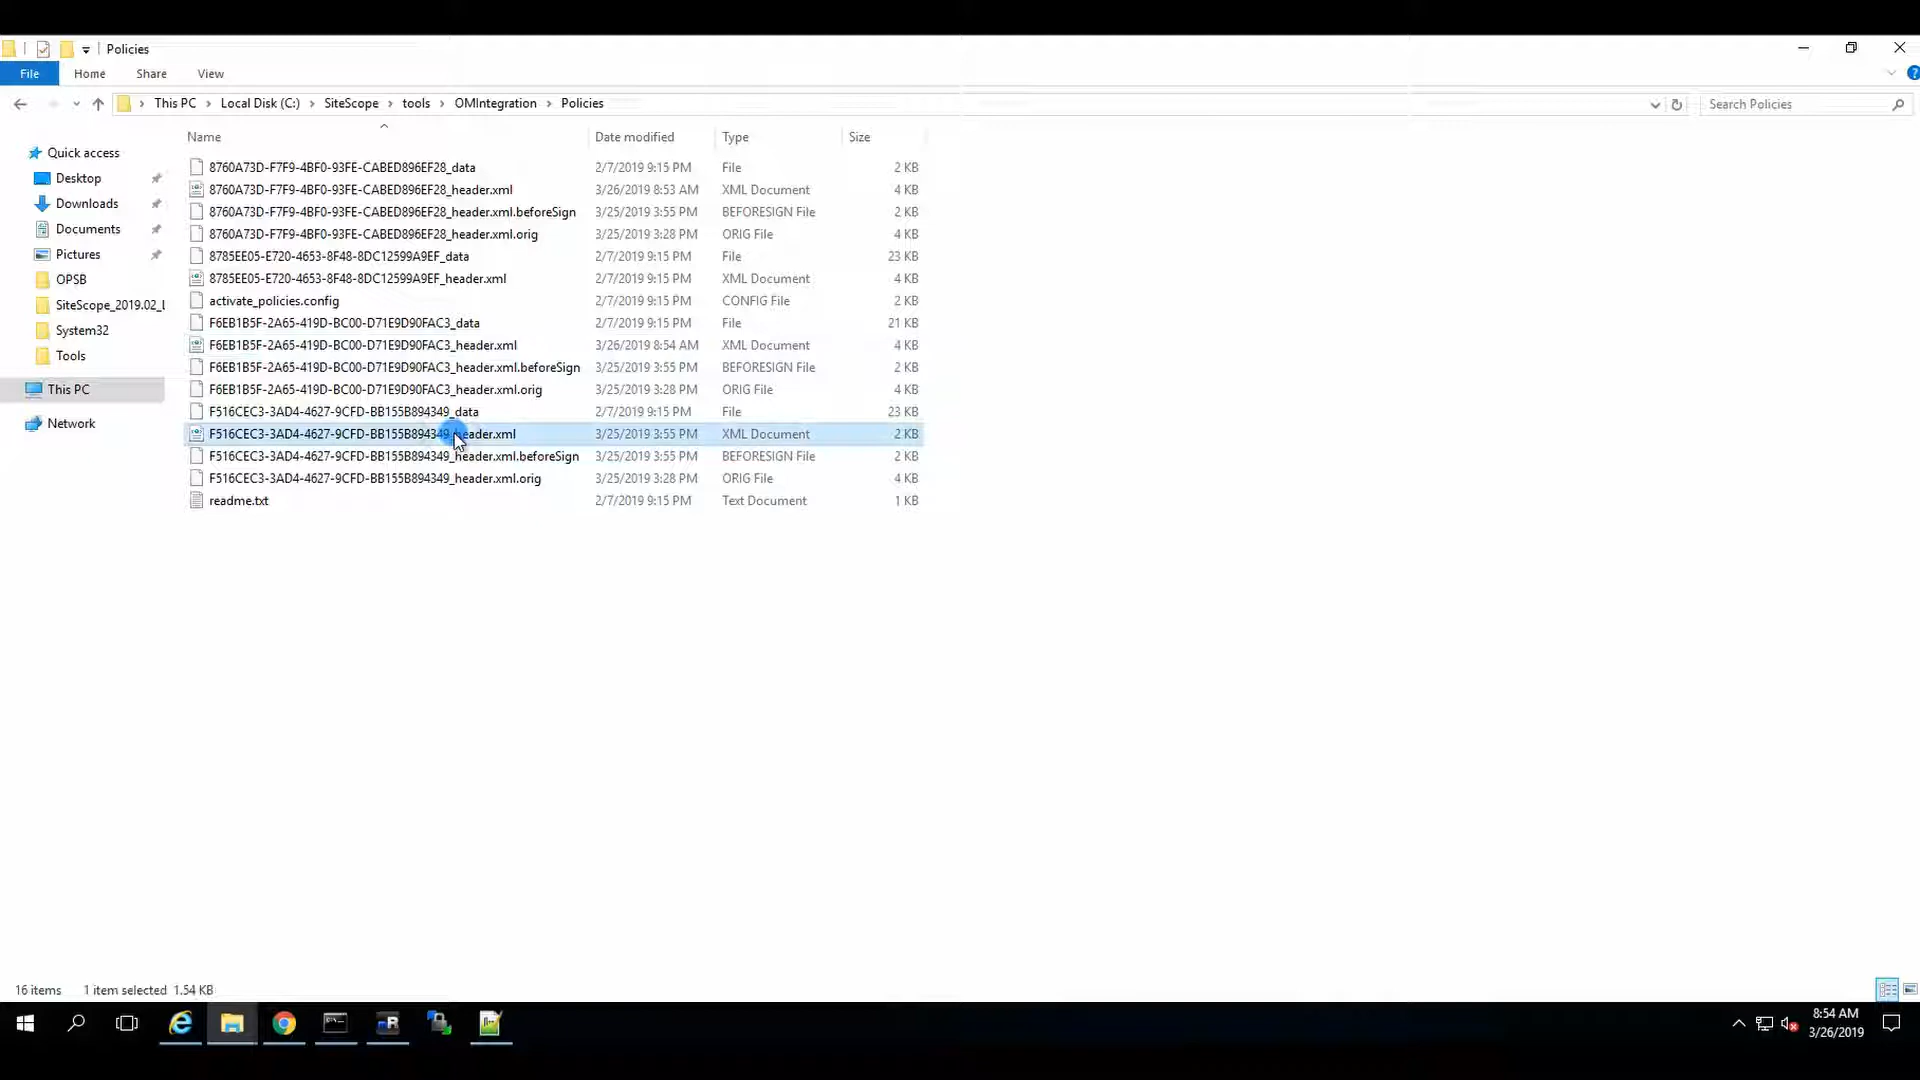 Policies
File Home Share View
This PC Local Disk (C:) SiteScope tools OMIntegration Policies Search Policies
Name Date modified Type Size
Quick access
Desktop
Downloads
Documents
Pictures
OPSB
SiteScope_2019.02_
System32
Tools
This PC
Network
8760A73D-F7F9-4BF0-93FE-CABED896EF28_data 2/7/2019 9:15 PM File 2 KB
8760A73D-F7F9-4BF0-93FE-CABED896EF28_header.xml 3/26/2019 8:53 AM XML Document 4 KB
8760A73D-F7F9-4BF0-93FE-CABED896EF28_header.xml.beforeSign 3/25/2019 3:55 PM BEFORESIGN File 2 KB
8760A73D-F7F9-4BF0-93FE-CABED896EF28_header.xml.orig 3/25/2019 3:28 PM ORIG File 4 KB
8785EE05-E720-4653-8F48-8DC12599A9EF_data 2/7/2019 9:15 PM File 23 KB
8785EE05-E720-4653-8F48-8DC12599A9EF_header.xml 2/7/2019 9:15 PM XML Document 4 KB
activate_policies.config 2/7/2019 9:15 PM CONFIG File 2 KB
F6EB1B5F-2A65-419D-BC00-D71E9D90FAC3_data 2/7/2019 9:15 PM File 21 KB
F6EB1B5F-2A65-419D-BC00-D71E9D90FAC3_header.xml 3/26/2019 8:54 AM XML Document 4 KB
F6EB1B5F-2A65-419D-BC00-D71E9D90FAC3_header.xml.beforeSign 3/25/2019 3:55 PM BEFORESIGN File 2 KB
F6EB1B5F-2A65-419D-BC00-D71E9D90FAC3_header.xml.orig 3/25/2019 3:28 PM ORIG File 4 KB
F516CEC3-3AD4-4627-9CFD-BB155B894349_data 2/7/2019 9:15 PM File 23 KB
F516CEC3-3AD4-4627-9CFD-BB155B894349_header.xml 3/25/2019 3:55 PM XML Document 2 KB
F516CEC3-3AD4-4627-9CFD-BB155B894349_header.xml.beforeSign 3/25/2019 3:55 PM BEFORESIGN File 2 KB
F516CEC3-3AD4-4627-9CFD-BB155B894349_header.xml.orig 3/25/2019 3:28 PM ORIG File 4 KB
readme.txt 2/7/2019 9:15 PM Text Document 1 KB
16 items 1 item selected 1.54 KB
8:54 AM
3/26/2019